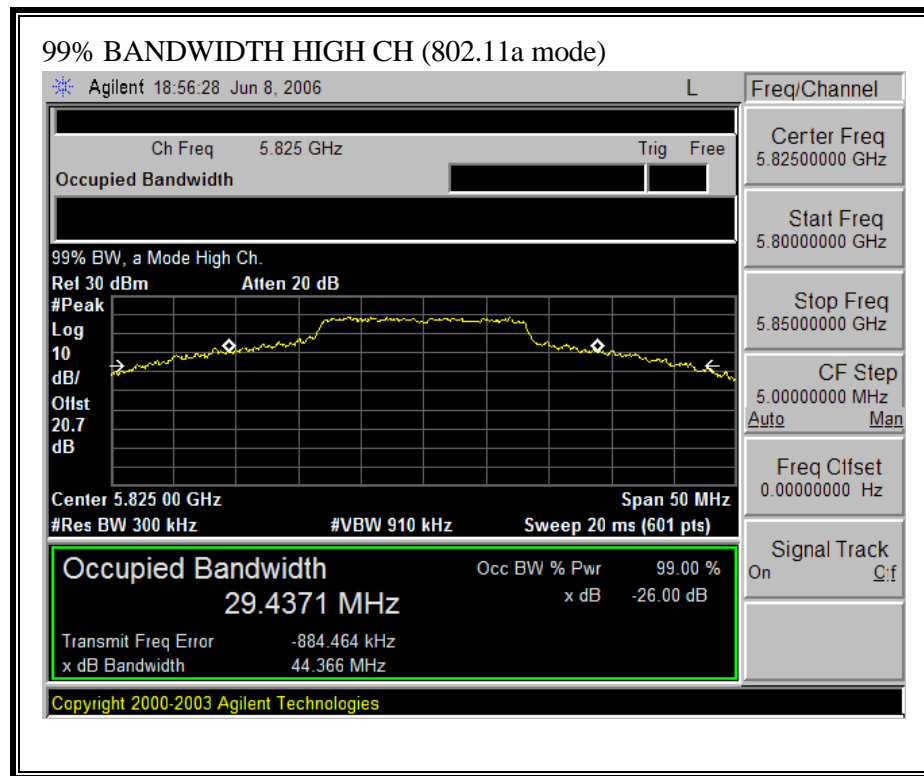 99% BANDWIDTH HIGH CH (802.11a mode)
Agilent 18:56:28 Jun 8, 2006 L
Freq/Channel
Ch Freq 5.825 GHz Trig Free
Occupied Bandwidth
Center Freq
5.82500000 GHz
Start Freq
5.80000000 GHz
Stop Freq
5.85000000 GHz
CF Step
5.00000000 MHz
Auto Man
Freq Offset
0.00000000 Hz
Signal Track
On Off
99% BW, a Mode High Ch.
Ref 30 dBm Atten 20 dB
#Peak
Log
10
dB/
Offst
20.7
dB
Center 5.825 00 GHz Span 50 MHz
#Res BW 300 kHz #VBW 910 kHz Sweep 20 ms (601 pts)
Occupied Bandwidth Occ BW % Pwr 99.00 %
29.4371 MHz x dB -26.00 dB
Transmit Freq Error -884.464 kHz
x dB Bandwidth 44.366 MHz
Copyright 2000-2003 Agilent Technologies